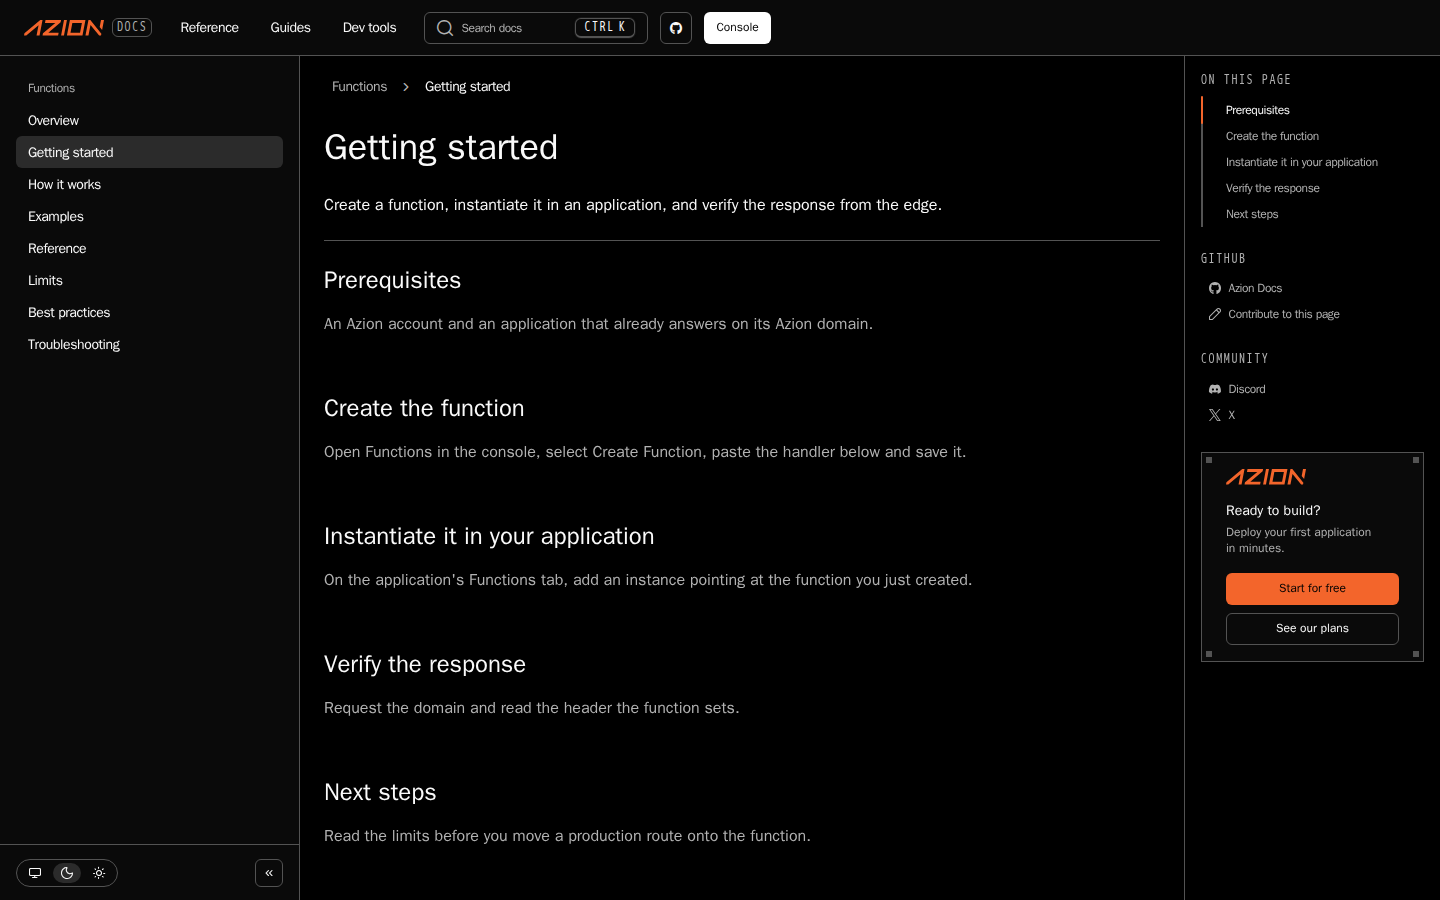 AZION DOCS Reference Guides Dev tools Search docs CTRL K Console
Functions
Overview
Getting started
How it works
Examples
Reference
Limits
Best practices
Troubleshooting
Functions Getting started
Getting started
Create a function, instantiate it in an application, and verify the response from the edge.
Prerequisites
An Azion account and an application that already answers on its Azion domain.
Create the function
Open Functions in the console, select Create Function, paste the handler below and save it.
Instantiate it in your application
On the application's Functions tab, add an instance pointing at the function you just created.
Verify the response
Request the domain and read the header the function sets.
Next steps
Read the limits before you move a production route onto the function.
ON THIS PAGE
Prerequisites
Create the function
Instantiate it in your application
Verify the response
Next steps
GITHUB
Azion Docs
Contribute to this page
COMMUNITY
Discord
X
AZION
Ready to build?
Deploy your first application
in minutes.
Start for free
See our plans